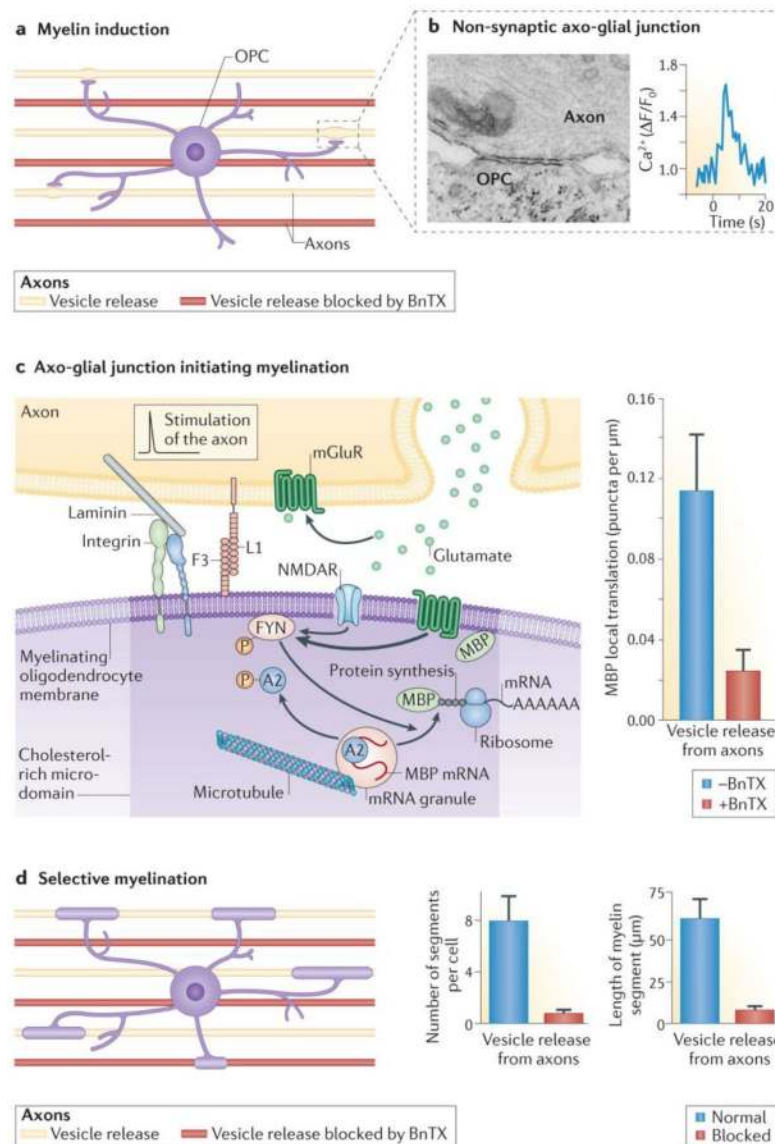 a Myelin induction
OPC
Axons
Axons
Vesicle release
Vesicle release blocked by BnTX
b Non-synaptic axo-glial junction
Axon
OPC
Ca²⁺ (ΔF/F₀)
1.8
1.4
1.0
0
20
Time (s)
c Axo-glial junction initiating myelination
Axon
Stimulation
of the axon
mGluR
Laminin
Integrin
F3
L1
Glutamate
NMDAR
FYN
P
MBP
Myelinating
oligodendrocyte
membrane
P
A2
Protein synthesis
mRNA
MBP
AAAAAA
Ribosome
Cholesterol-
rich micro-
domain
A2
MBP mRNA
Microtubule
mRNA granule
MBP local translation (puncta per µm)
0.16
0.12
0.08
0.04
0.00
Vesicle release
from axons
–BnTX
+BnTX
d Selective myelination
Number of segments
per cell
8
4
0
Vesicle release
from axons
Length of myelin
segment (µm)
75
50
25
0
Vesicle release
from axons
Axons
Vesicle release
Vesicle release blocked by BnTX
Normal
Blocked